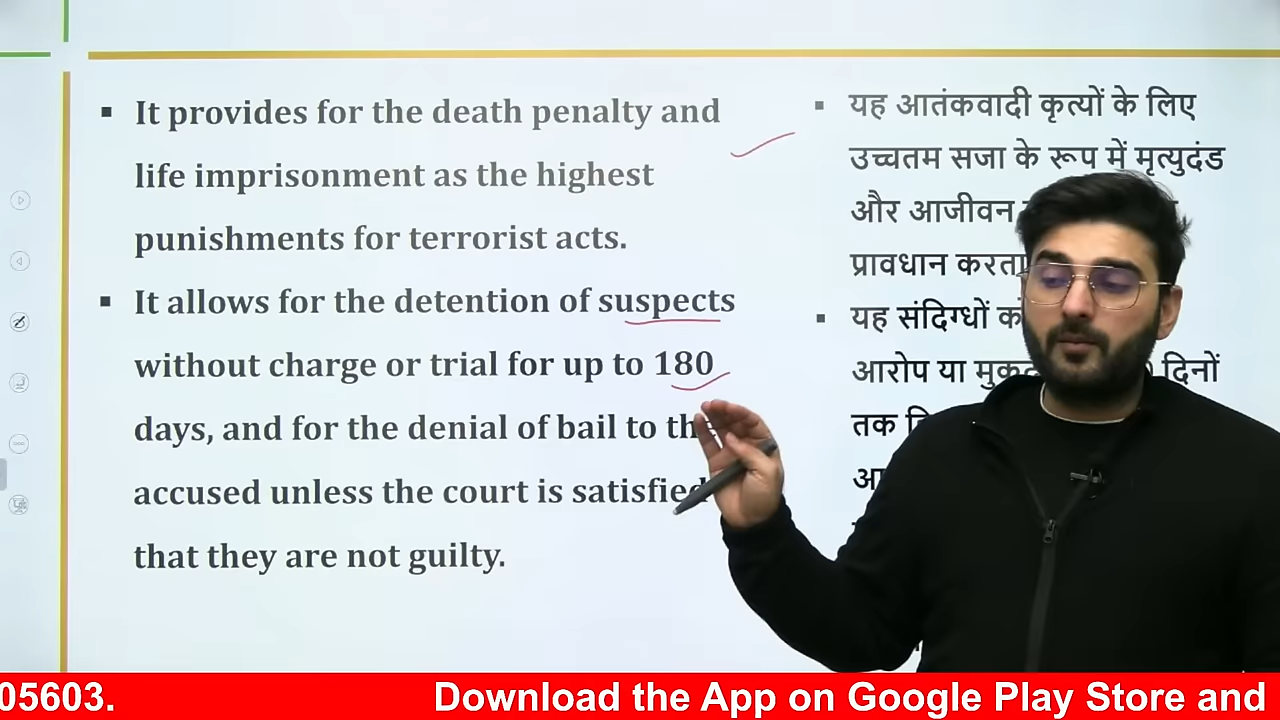 It provides for the death penalty and
life imprisonment as the highest
punishments for terrorist acts.
It allows for the detention of suspects
without charge or trial for up to 180
days, and for the denial of bail to
accused unless the court is satisfied
that they are not guilty.
यह आतंकवादी कृत्यों के लिए
उच्चतम सजा के रूप में मृत्युदंड
और आजीवन
प्रावधान करता
यह संदिग्धों को
आरोप या दिनों
तक
05603. Download the App on Google Play Store and